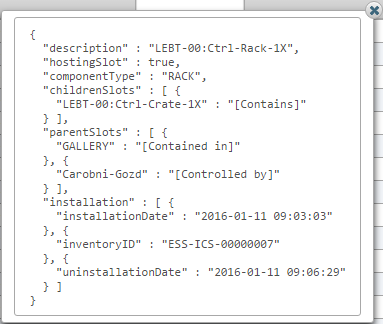 {
"description" : "LEBT-00:Ctrl-Rack-1X",
"hostingSlot" : true,
"componentType" : "RACK",
"childrenSlots" : [ {
"LEBT-00:Ctrl-Crate-1X" : "[Contains]"
} ],
"parentSlots" : [ {
"GALLERY" : "[Contained in]"
}, {
"Carobni-Gozd" : "[Controlled by]"
} ],
"installation" : [ {
"installationDate" : "2016-01-11 09:03:03"
}, {
"inventoryID" : "ESS-ICS-00000007"
}, {
"uninstallationDate" : "2016-01-11 09:06:29"
} ]
}